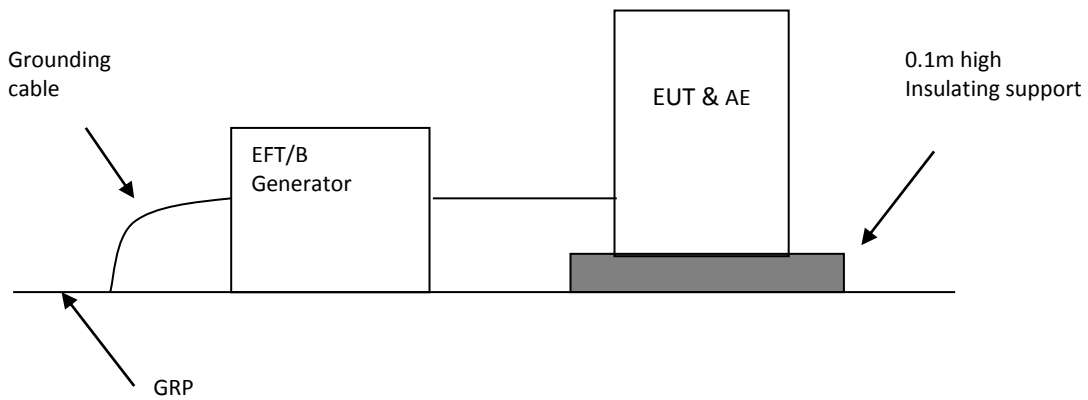 Grounding
cable
0.1m high
Insulating support
EUT & AE
EFT/B
Generator
GRP